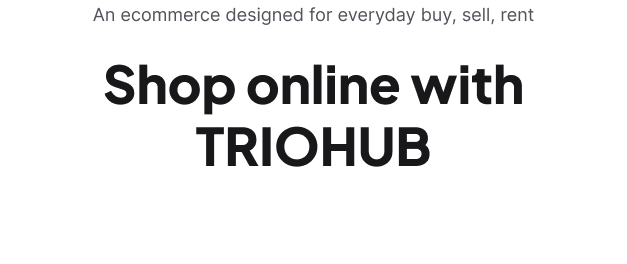 An ecommerce designed for everyday buy, sell, rent
Shop online with
TRIOHUB